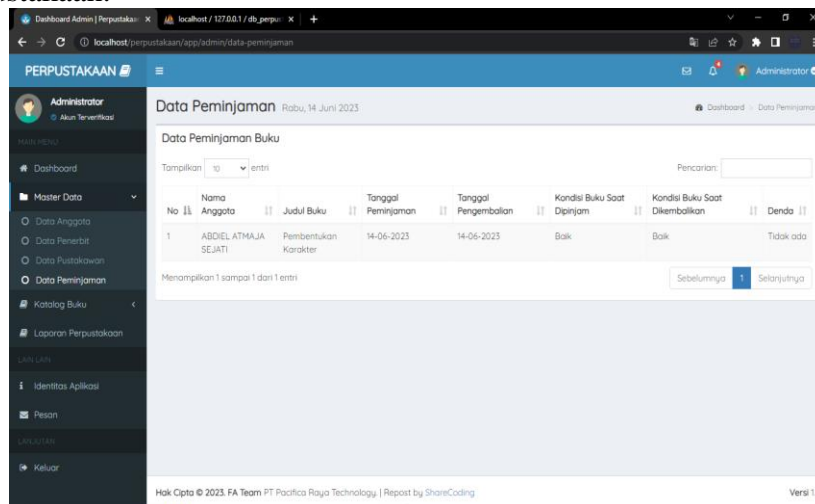 Dashboard Admin | Perpustakaan
localhost / 127.0.0.1 / db_perpus
localhost/perpustakaan/app/admin/data-peminjaman
PERPUSTAKAAN
Administrator
Administrator
Akun Terverifikasi
Data Peminjaman Rabu, 14 Juni 2023
Dashboard > Data Peminjaman
MAIN MENU
Dashboard
Master Data
Data Anggota
Data Penerbit
Data Pustakawan
Data Peminjaman
Katalog Buku
Laporan Perpustakaan
LAIN LAIN
Identitas Aplikasi
Pesan
LANJUTAN
Keluar
Data Peminjaman Buku
Tampilkan 10 entri
Pencarian:
No Nama Anggota Judul Buku Tanggal Peminjaman Tanggal Pengembalian Kondisi Buku Saat Dipinjam Kondisi Buku Saat Dikembalikan Denda
1 ABDIEL ATMAJA SEJATI Pembentukan Karakter 14-06-2023 14-06-2023 Baik Baik Tidak ada
Menampilkan 1 sampai 1 dari 1 entri
Sebelumnya 1 Selanjutnya
Hak Cipta © 2023. FA Team PT Pacifica Raya Technology. | Repost by ShareCoding
Versi 1